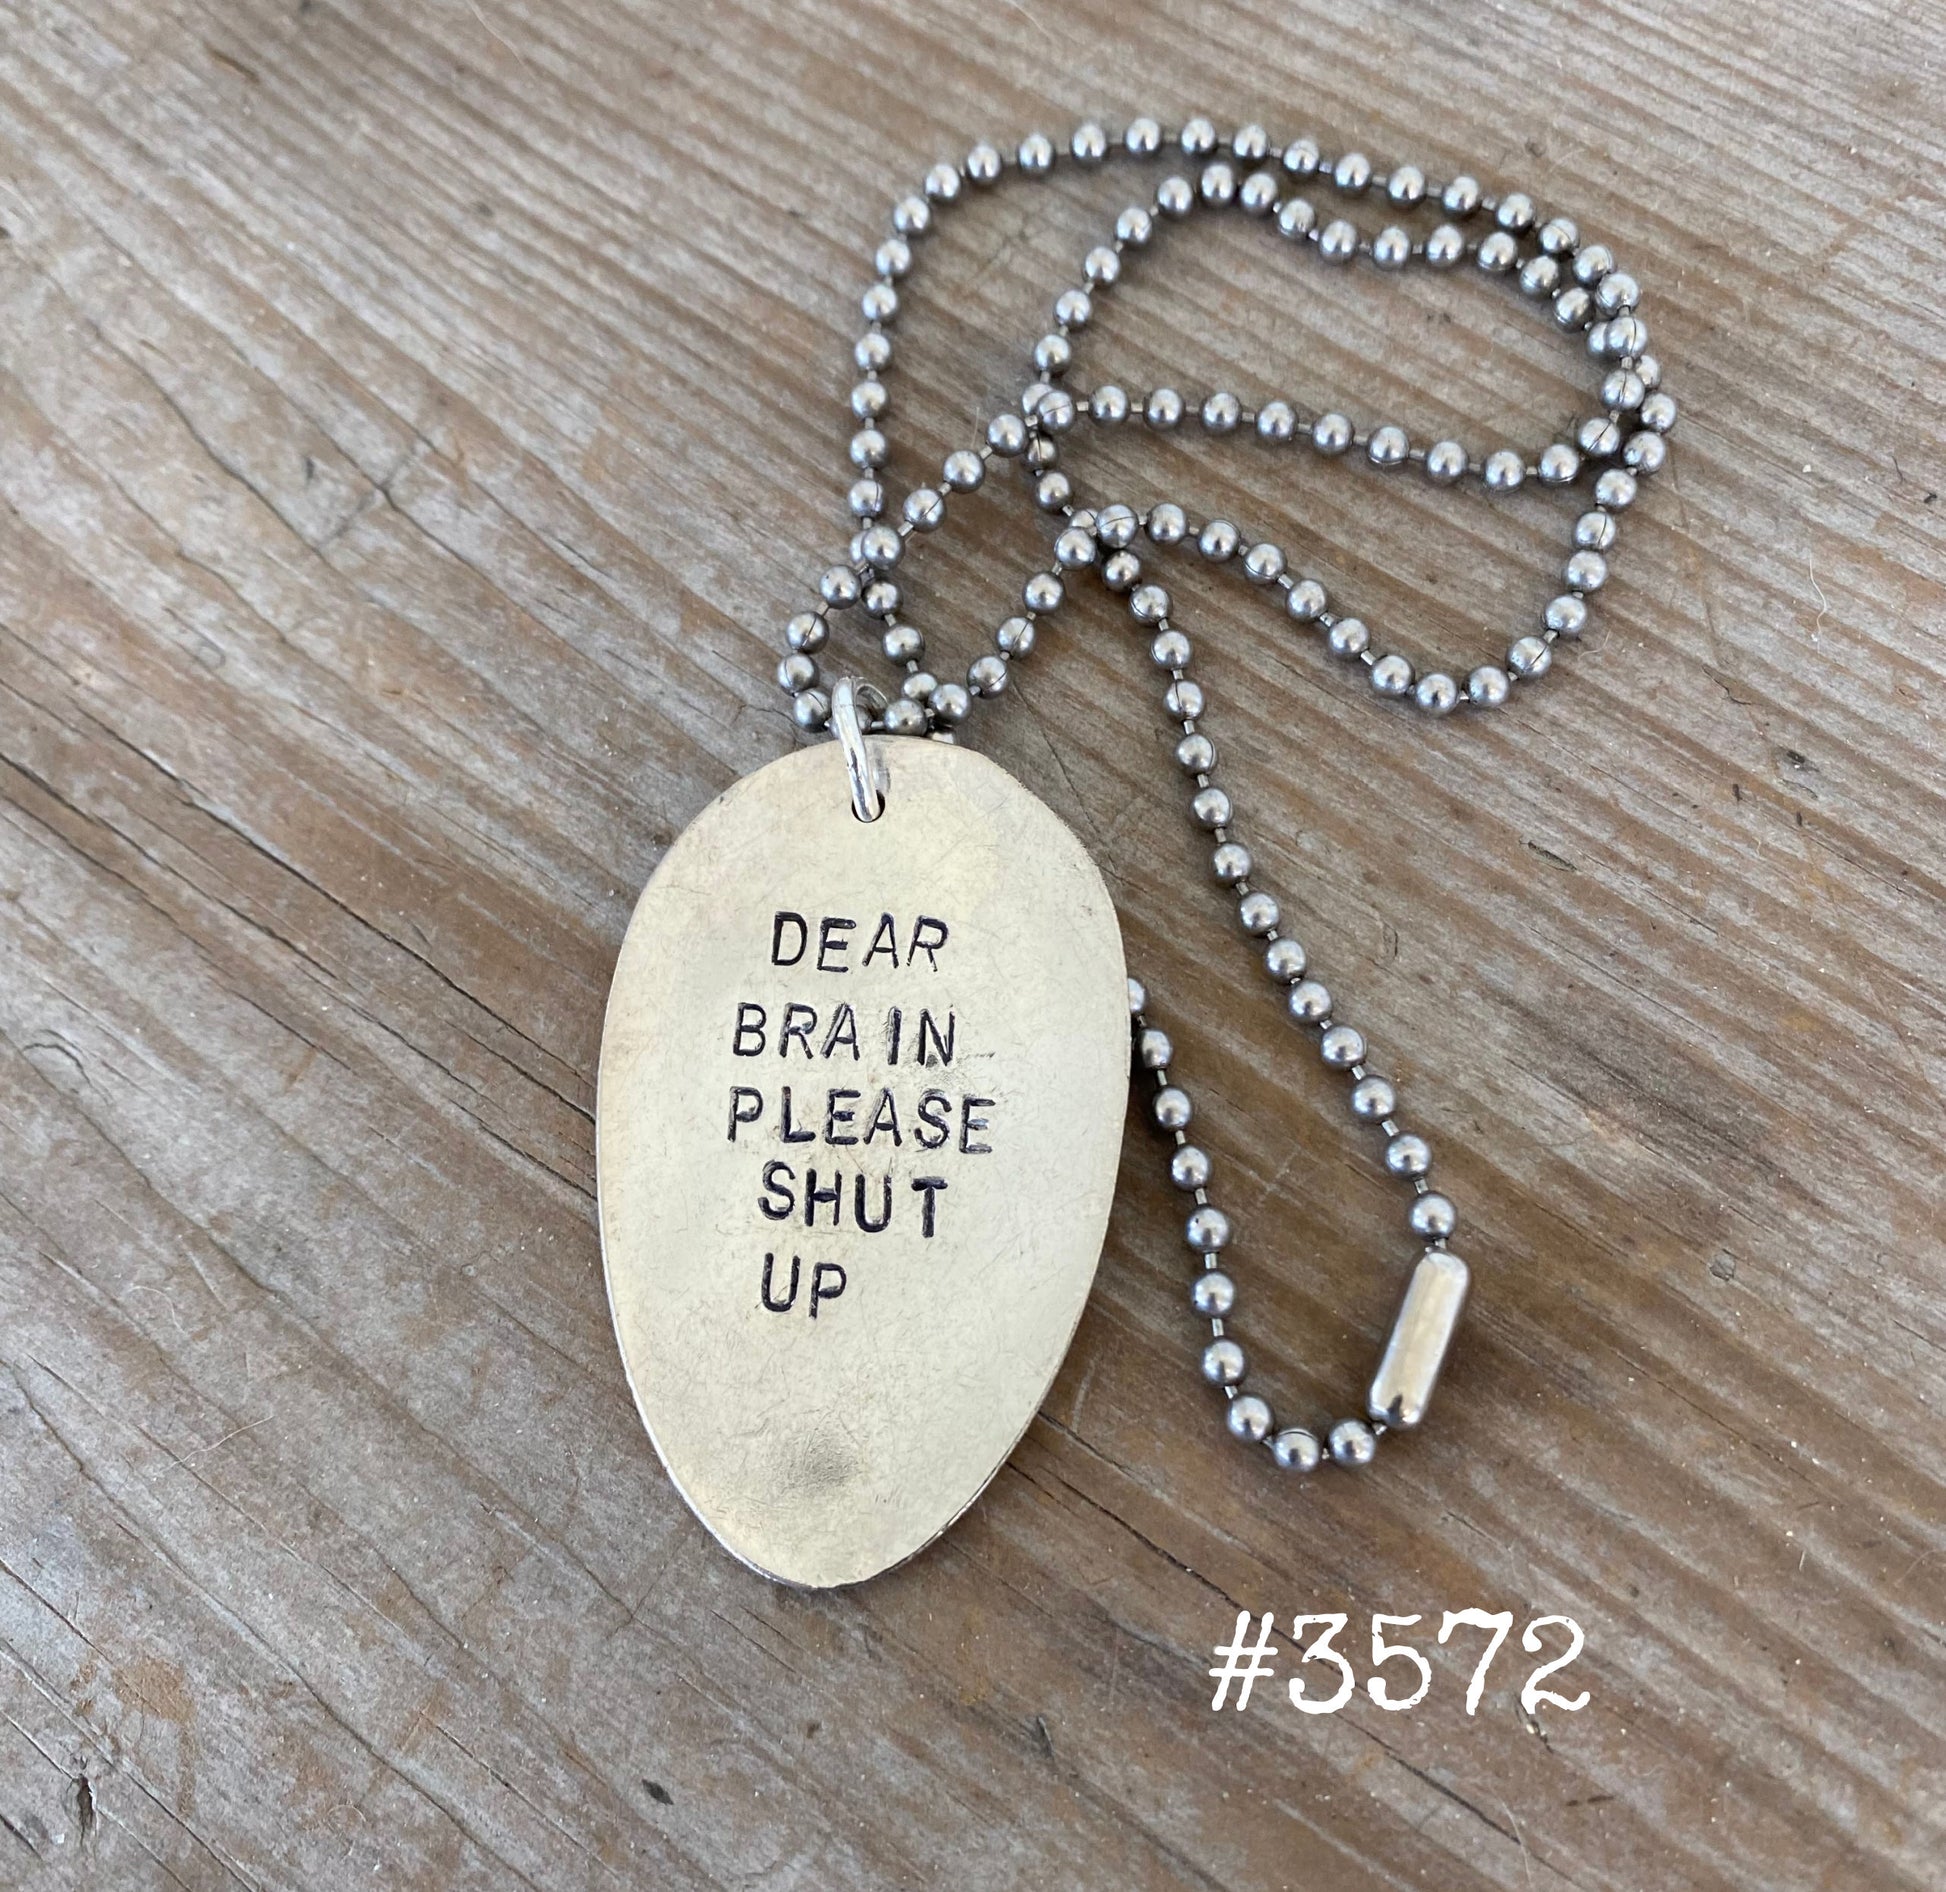 DEAR
BRAIN
PLEASE
SHUT
UP
#3572